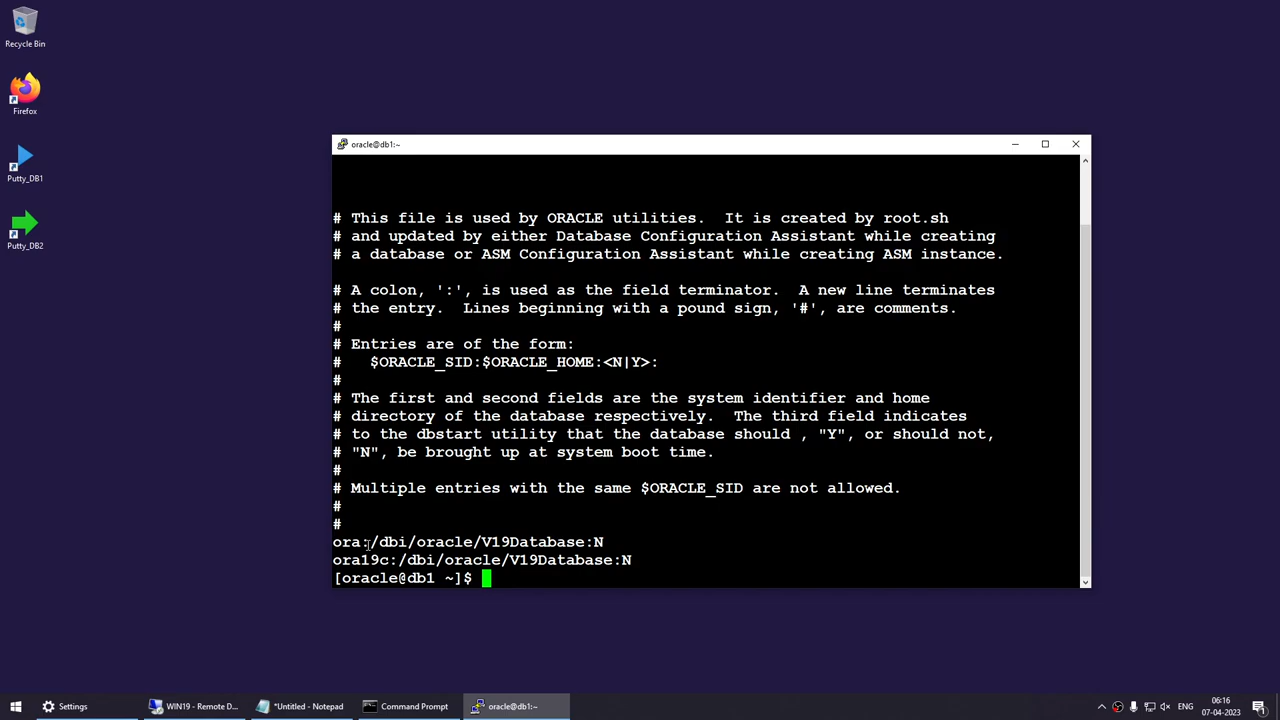 Recycle Bin
Firefox
Putty_DB1
Putty_DB2
oracle@db1:~
# This file is used by ORACLE utilities.  It is created by root.sh
# and updated by either Database Configuration Assistant while creating
# a database or ASM Configuration Assistant while creating ASM instance.
# A colon, ':', is used as the field terminator.  A new line terminates
# the entry.  Lines beginning with a pound sign, '#', are comments.
#
# Entries are of the form:
#   $ORACLE_SID:$ORACLE_HOME:<N|Y>:
#
# The first and second fields are the system identifier and home
# directory of the database respectively.  The third field indicates
# to the dbstart utility that the database should , "Y", or should not,
# "N", be brought up at system boot time.
#
# Multiple entries with the same $ORACLE_SID are not allowed.
#
#
ora:/dbi/oracle/V19Database:N
ora19c:/dbi/oracle/V19Database:N
[oracle@db1 ~]$
Settings
WIN19 - Remote D...
*Untitled - Notepad
Command Prompt
oracle@db1:~
ENG
06:16
07-04-2023